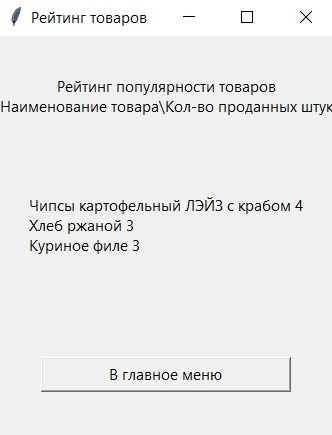 Рейтинг товаров
Рейтинг популярности товаров
Наименование товара\Кол-во проданных штук
Чипсы картофельный ЛЭЙЗ с крабом 4
Хлеб ржаной 3
Куриное филе 3
В главное меню